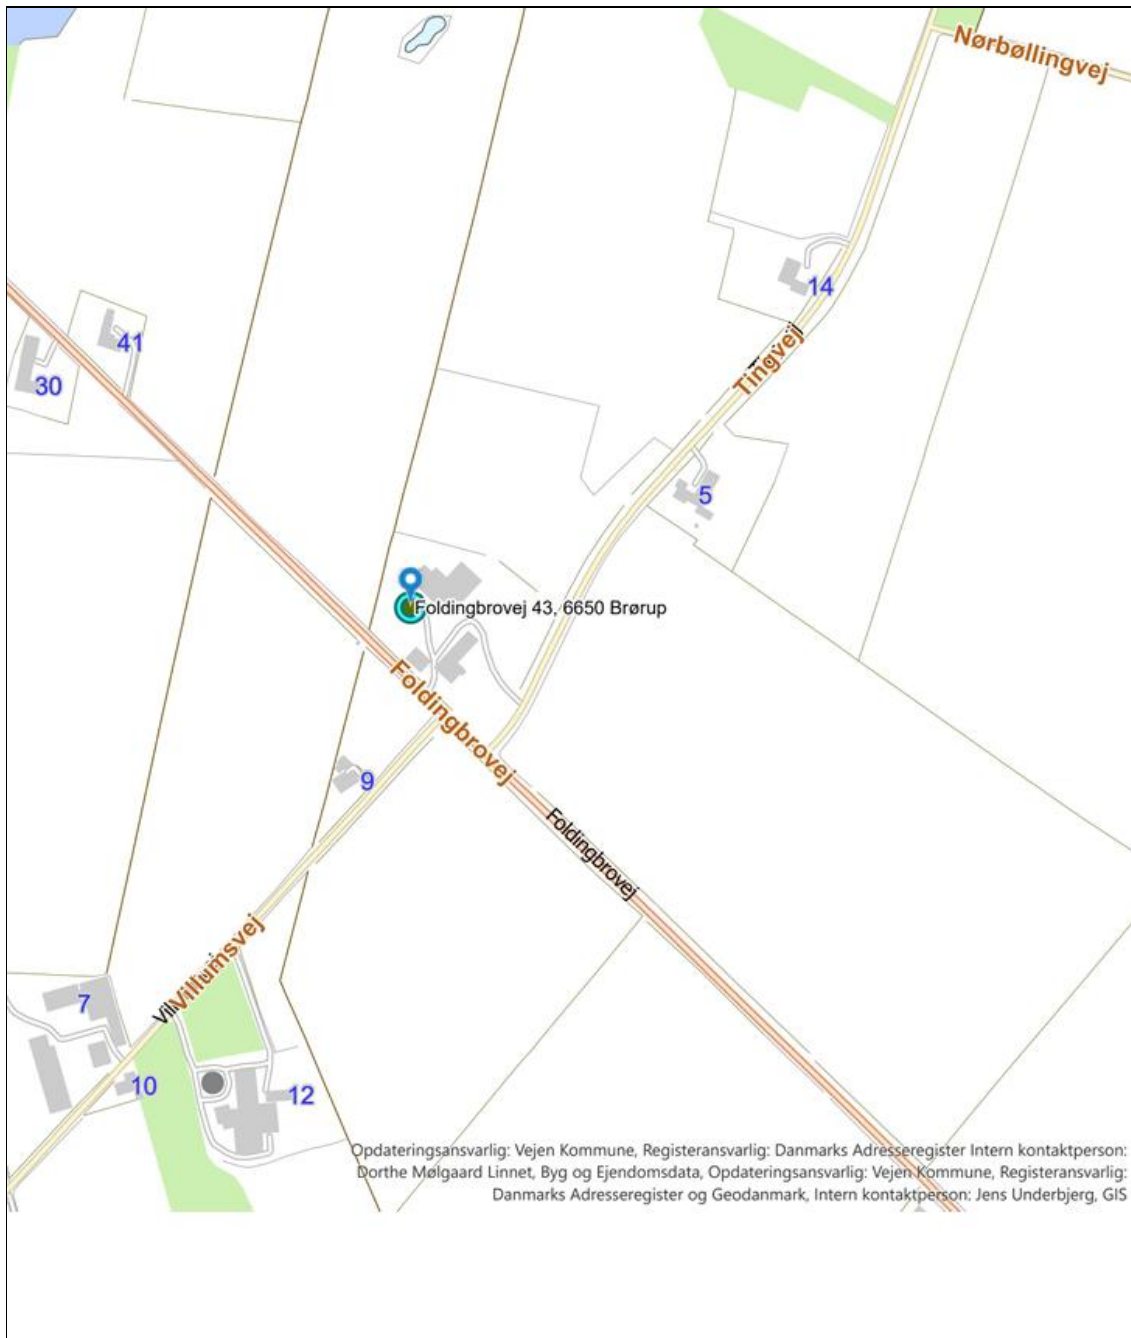 Nørbøllingvej
14
41
30
Tingvej
5
Foldingbrovej 43, 6650 Brørup
Foldingbrovej
9
Foldingbrovej
Villumsvej
7
10
12
Opdateringsansvarlig: Vejen Kommune, Registeransvarlig: Danmarks Adresseregister Intern kontaktperson:
Dorthe Mølgaard Linnet, Byg og Ejendomsdata, Opdateringsansvarlig: Vejen Kommune, Registeransvarlig:
Danmarks Adresseregister og Geodanmark, Intern kontaktperson: Jens Underbjerg, GIS